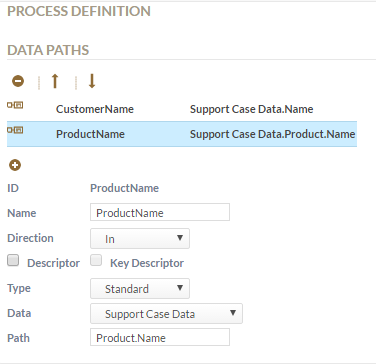 PROCESS DEFINITION
DATA PATHS
CustomerName Support Case Data.Name
ProductName Support Case Data.Product.Name
ID ProductName
Name ProductName
Direction In
Descriptor Key Descriptor
Type Standard
Data Support Case Data
Path Product.Name